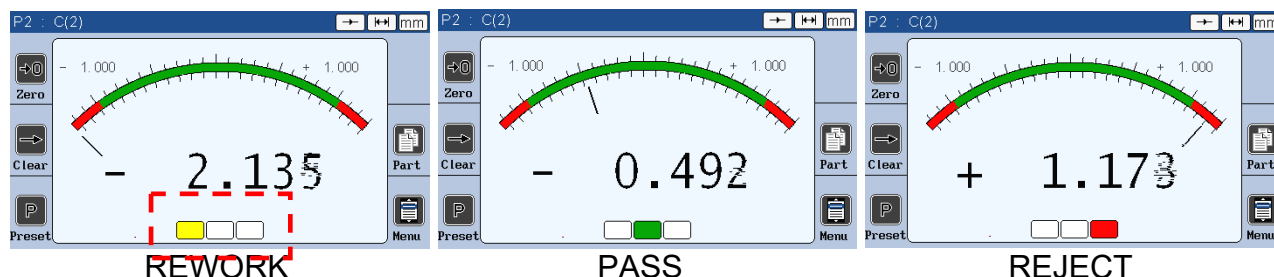 P2 : C(2)
mm
- 1.000
+ 1.000
Zero
Clear
Preset
Part
Menu
- 2.135
P
REWORK
P2 : C(2)
mm
- 1.000
+ 1.000
Zero
Clear
Preset
Part
Menu
- 0.492
P
PASS
P2 : C(2)
mm
- 1.000
+ 1.000
Zero
Clear
Preset
Part
Menu
+ 1.173
P
REJECT